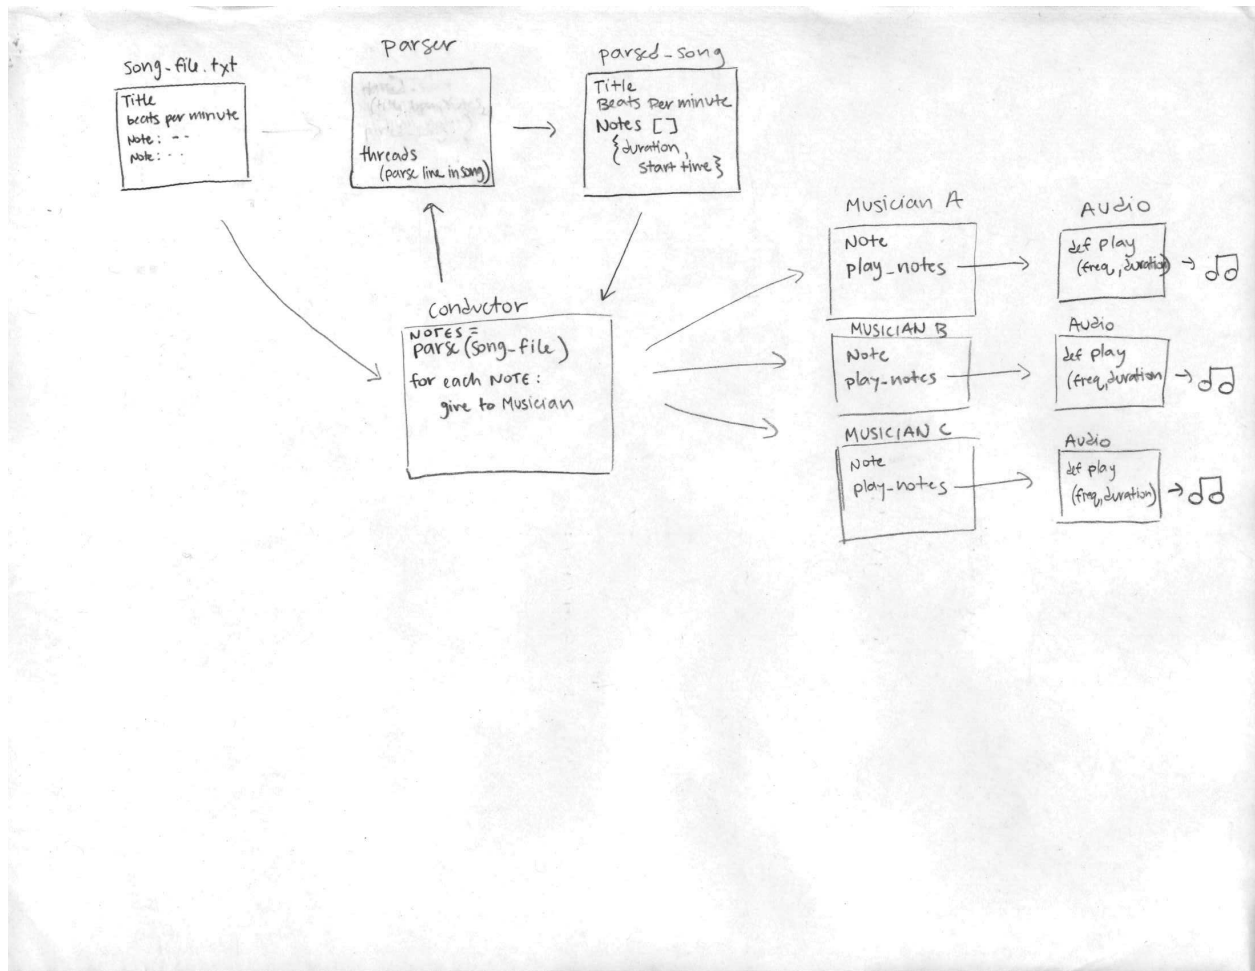 song-file.txt
Title
beats per minute
Note: --
Note: --
parser
threads
(parse line in song)
parsed_song
Title
Beats Per minute
Notes []
{duration,
start time}
conductor
NOTES =
parse(song-file)
for each NOTE:
give to Musician
Musician A
Note
play_notes
Audio
def play
(freq, duration)
MUSICIAN B
Note
play-notes
Audio
def play
(freq, duration
MUSICIAN C
Note
play-notes
Audio
def play
(freq, duration)